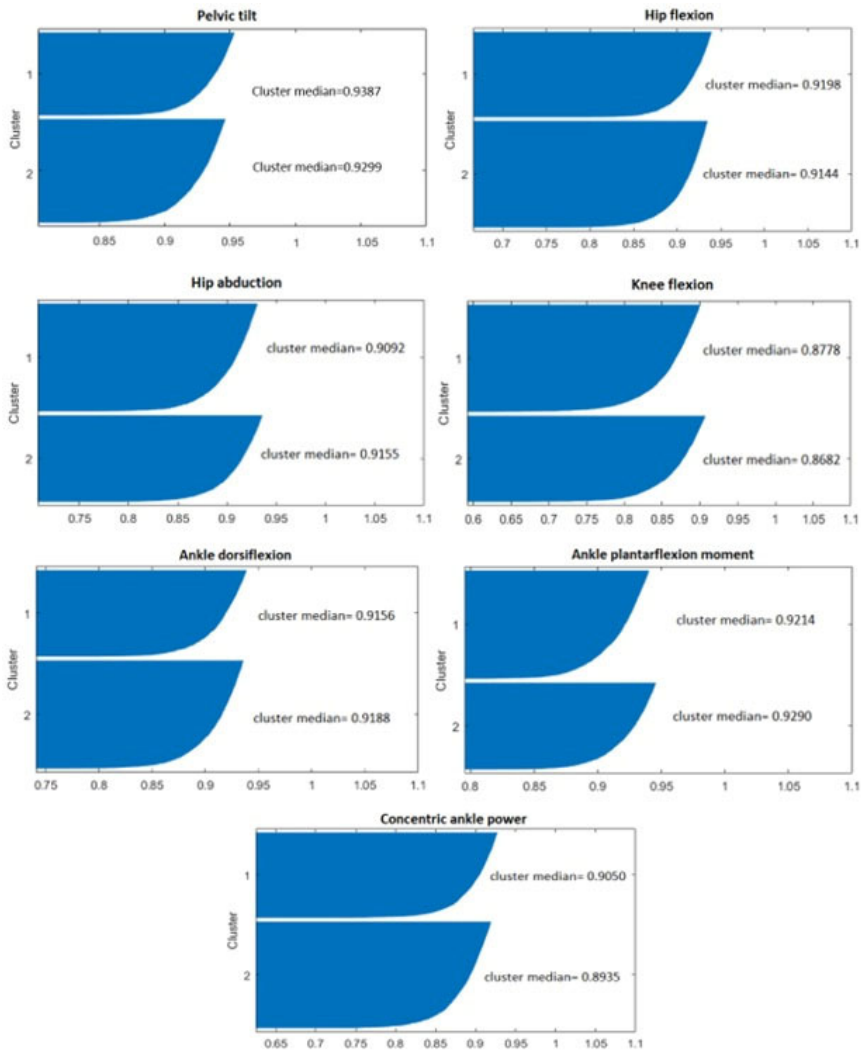 Pelvic tilt
Cluster
1
2
Cluster median=0.9387
Cluster median=0.9299
0.85 0.9 0.95 1 1.05 1.1
Hip flexion
1
2
cluster median= 0.9198
cluster median= 0.9144
0.7 0.75 0.8 0.85 0.9 0.95 1 1.05 1.1
Hip abduction
Cluster
1
2
cluster median= 0.9092
cluster median= 0.9155
0.75 0.8 0.85 0.9 0.95 1 1.05 1.1
Knee flexion
1
2
cluster median= 0.8778
cluster median= 0.8682
0.6 0.65 0.7 0.75 0.8 0.85 0.9 0.95 1 1.05 1.1
Ankle dorsiflexion
Cluster
1
2
cluster median= 0.9156
cluster median= 0.9188
0.75 0.8 0.85 0.9 0.95 1 1.05 1.1
Ankle plantarflexion moment
1
2
cluster median= 0.9214
cluster median= 0.9290
0.8 0.85 0.9 0.95 1 1.05 1.1
Concentric ankle power
Cluster
1
2
cluster median= 0.9050
cluster median= 0.8935
0.65 0.7 0.75 0.8 0.85 0.9 0.95 1 1.05 1.1